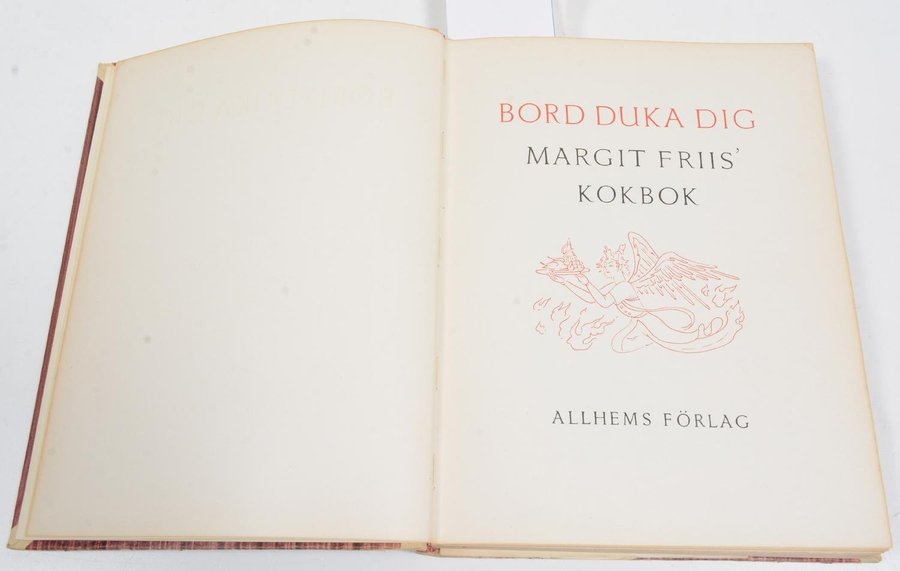 BORD DUKA DIG
MARGIT FRIIS'
KOKBOK
ALLHEMS FÖRLAG